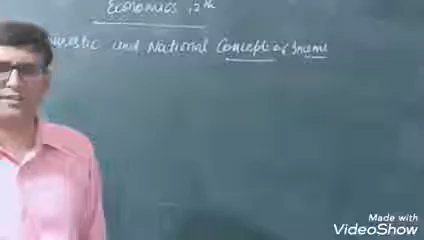 Economics 12th
and National Concept of Income
Made with
VideoShow